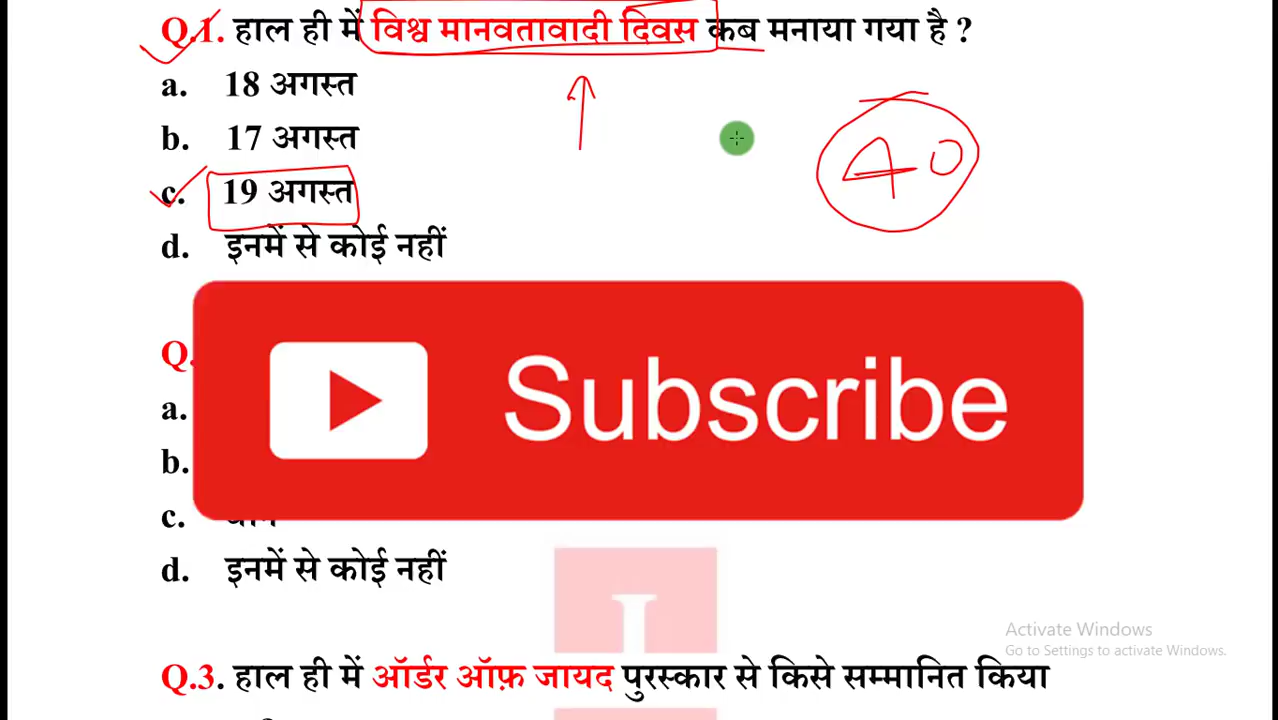 Q.1. हाल ही में विश्व मानवतावादी दिवस कब मनाया गया है ?
a. 18 अगस्त
b. 17 अगस्त
40
c. 19 अगस्त
d. इनमें से कोई नहीं
Q.
a.
Subscribe
b.
c.
d. इनमें से कोई नहीं
Activate Windows
Go to Settings to activate Windows.
Q.3. हाल ही में ऑर्डर ऑफ़ जायद पुरस्कार से किसे सम्मानित किया